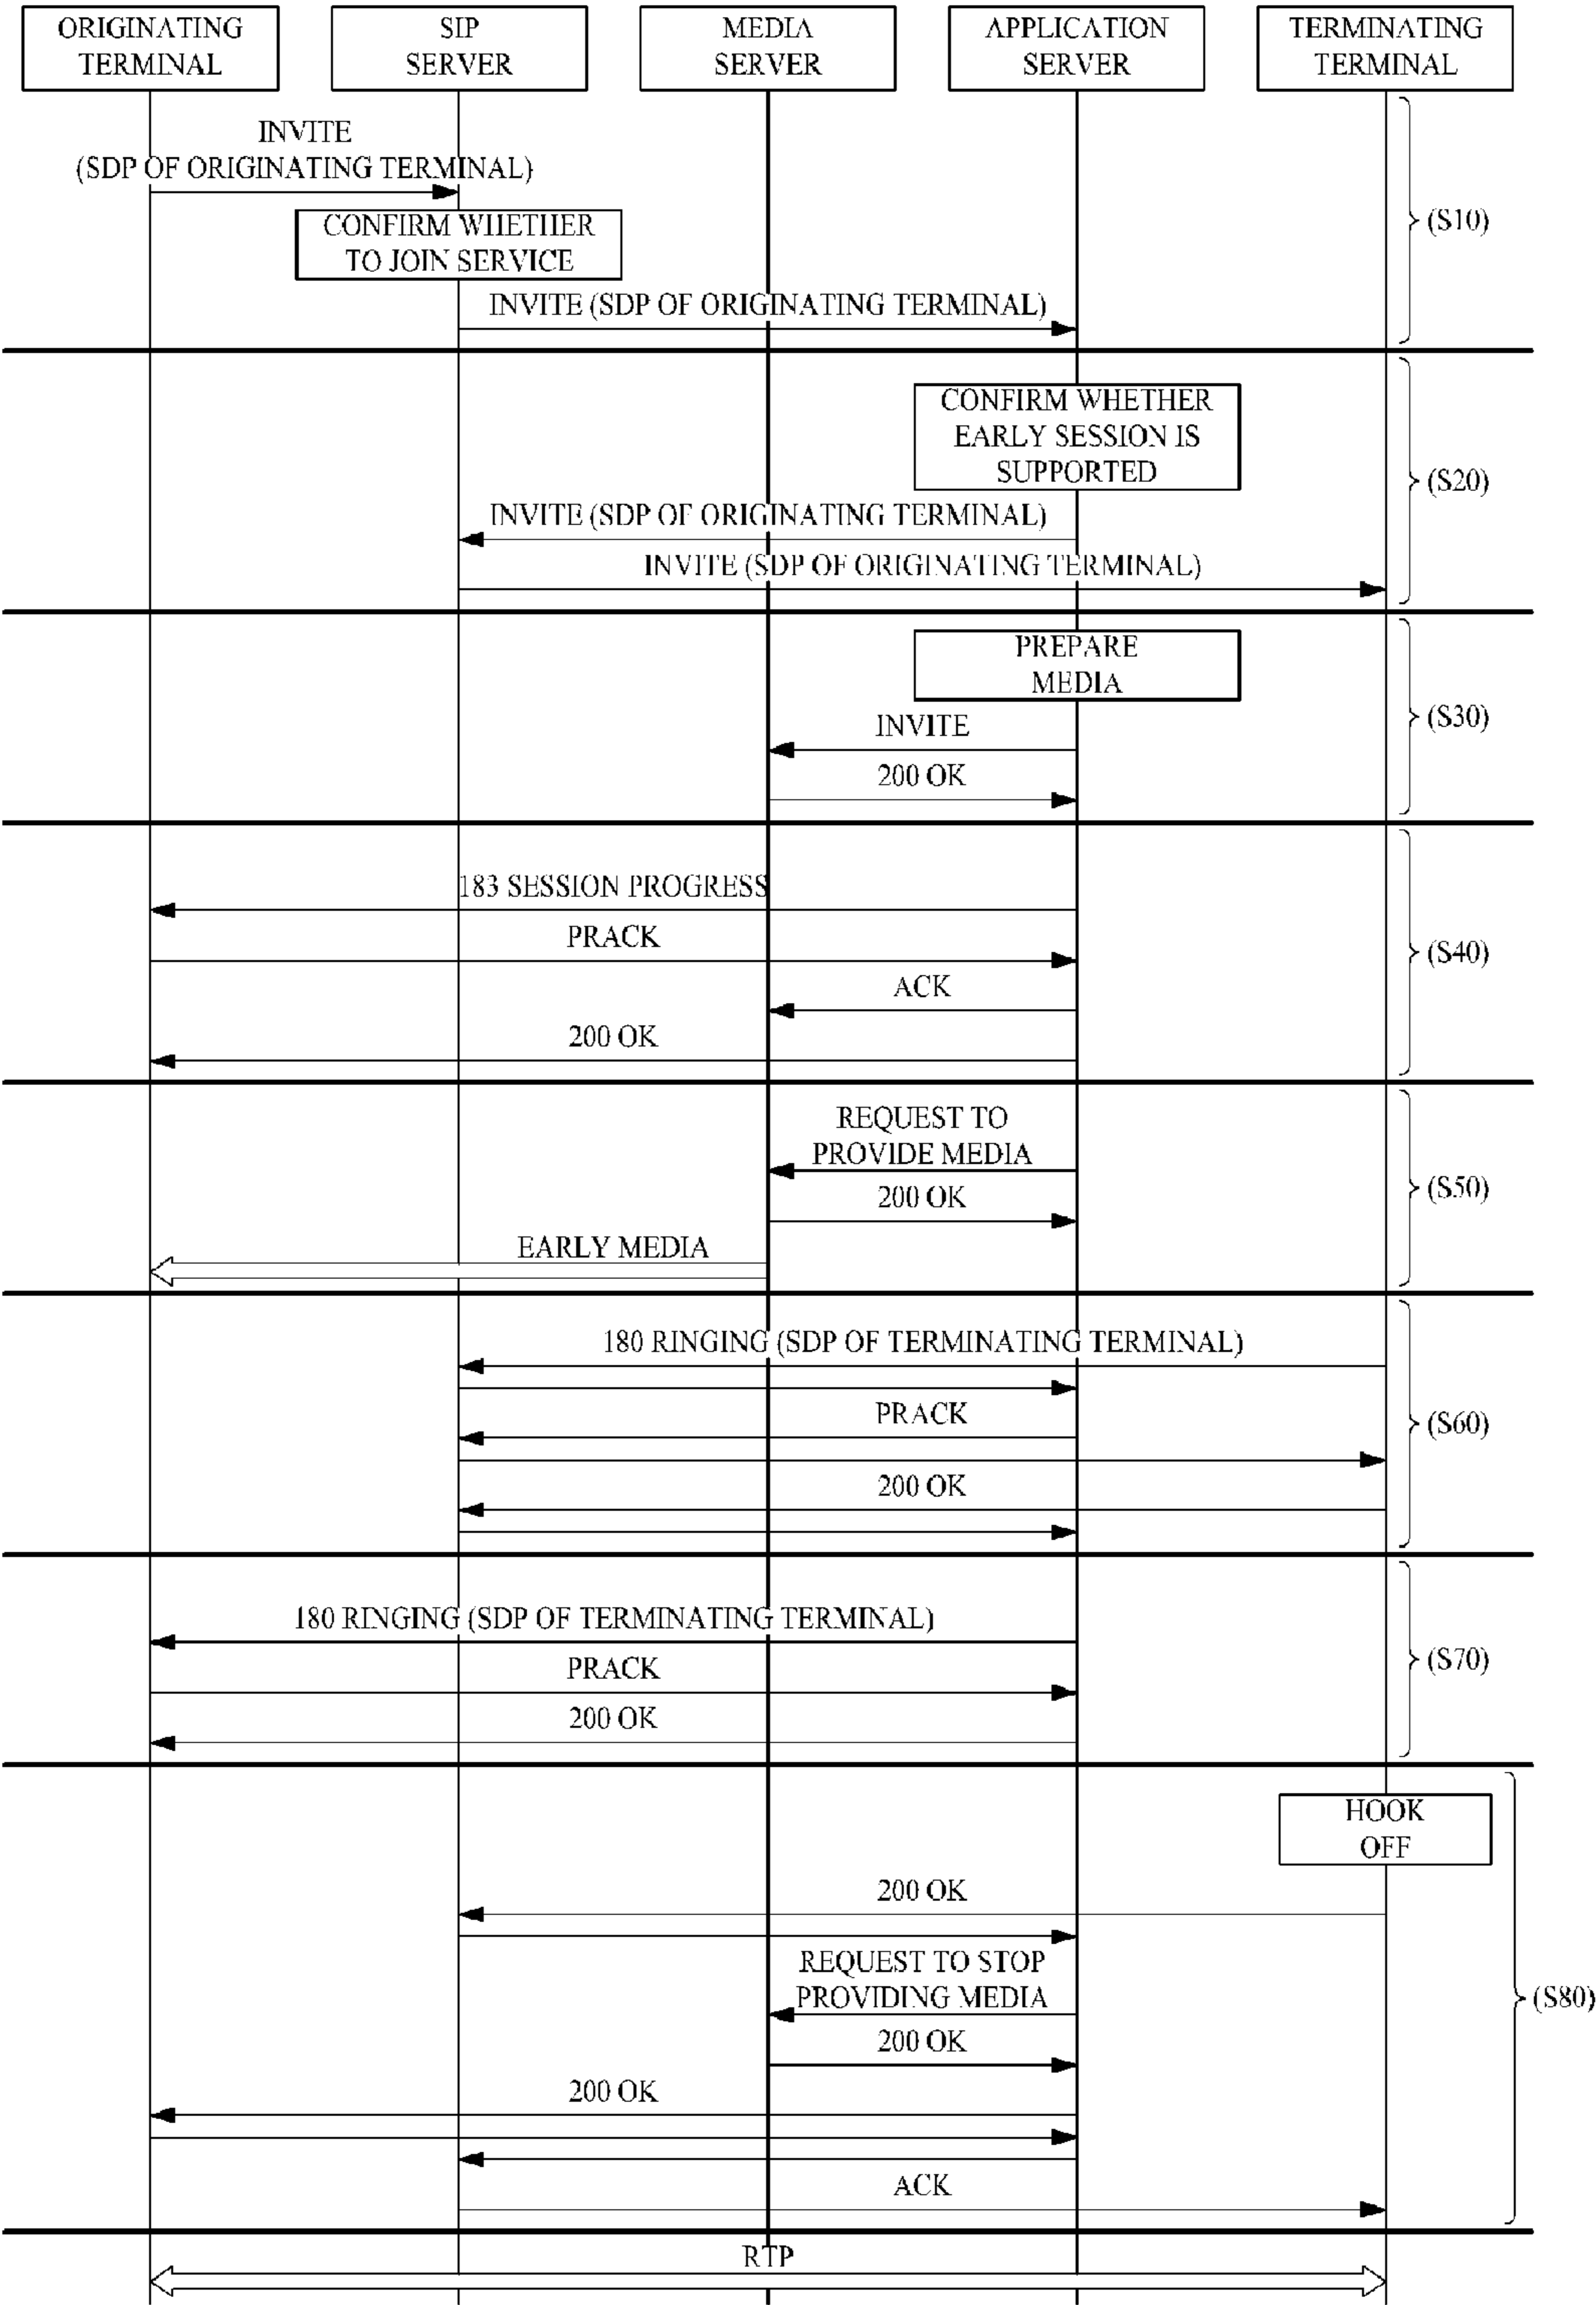 ORIGINATING
TERMINAL
SIP
SERVER
MEDIA
SERVER
APPLICATION
SERVER
TERMINATING
TERMINAL
INVITE
(SDP OF ORIGINATING TERMINAL)
CONFIRM WHETHER
TO JOIN SERVICE
INVITE (SDP OF ORIGINATING TERMINAL)
(S10)
CONFIRM WHETHER
EARLY SESSION IS
SUPPORTED
INVITE (SDP OF ORIGINATING TERMINAL)
INVITE (SDP OF ORIGINATING TERMINAL)
(S20)
PREPARE
MEDIA
INVITE
200 OK
(S30)
183 SESSION PROGRESS
PRACK
ACK
200 OK
(S40)
REQUEST TO
PROVIDE MEDIA
200 OK
EARLY MEDIA
(S50)
180 RINGING (SDP OF TERMINATING TERMINAL)
PRACK
200 OK
(S60)
180 RINGING (SDP OF TERMINATING TERMINAL)
PRACK
200 OK
(S70)
HOOK
OFF
200 OK
REQUEST TO STOP
PROVIDING MEDIA
200 OK
200 OK
ACK
(S80)
RTP